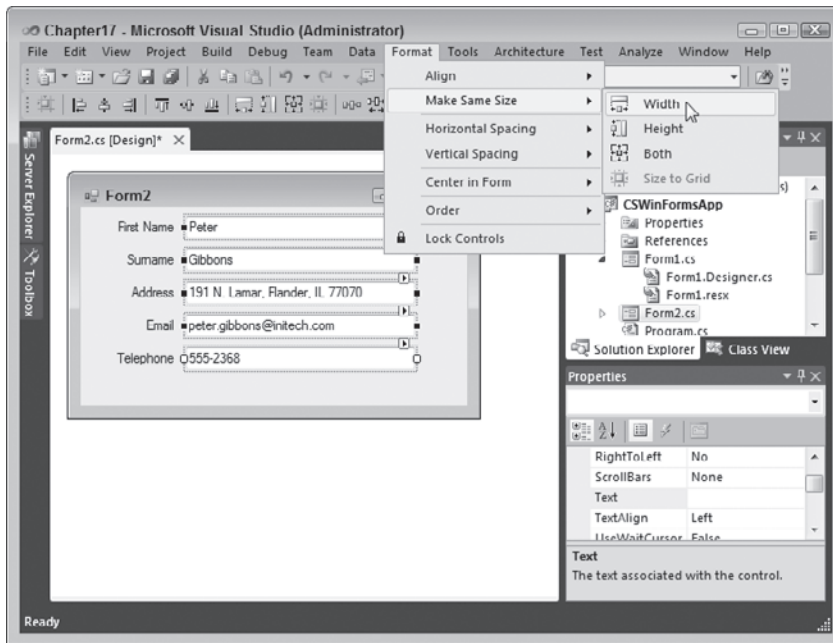 Chapter17 - Microsoft Visual Studio (Administrator)
File Edit View Project Build Debug Team Data Format Tools Architecture Test Analyze Window Help
Align
Make Same Size
Horizontal Spacing
Vertical Spacing
Center in Form
Order
Lock Controls
Width
Height
Both
Size to Grid
Server Explorer
Toolbox
Form2.cs [Design]*
Form2
First Name Peter
Surname Gibbons
Address 191 N. Lamar, Flander, IL 77070
Email peter.gibbons@initech.com
Telephone 555-2368
CSWinFormsApp
Properties
References
Form1.cs
Form1.Designer.cs
Form1.resx
Form2.cs
Program.cs
Solution Explorer Class View
Properties
RightToLeft No
ScrollBars None
Text
TextAlign Left
UseWaitCursor False
Text
The text associated with the control.
Ready